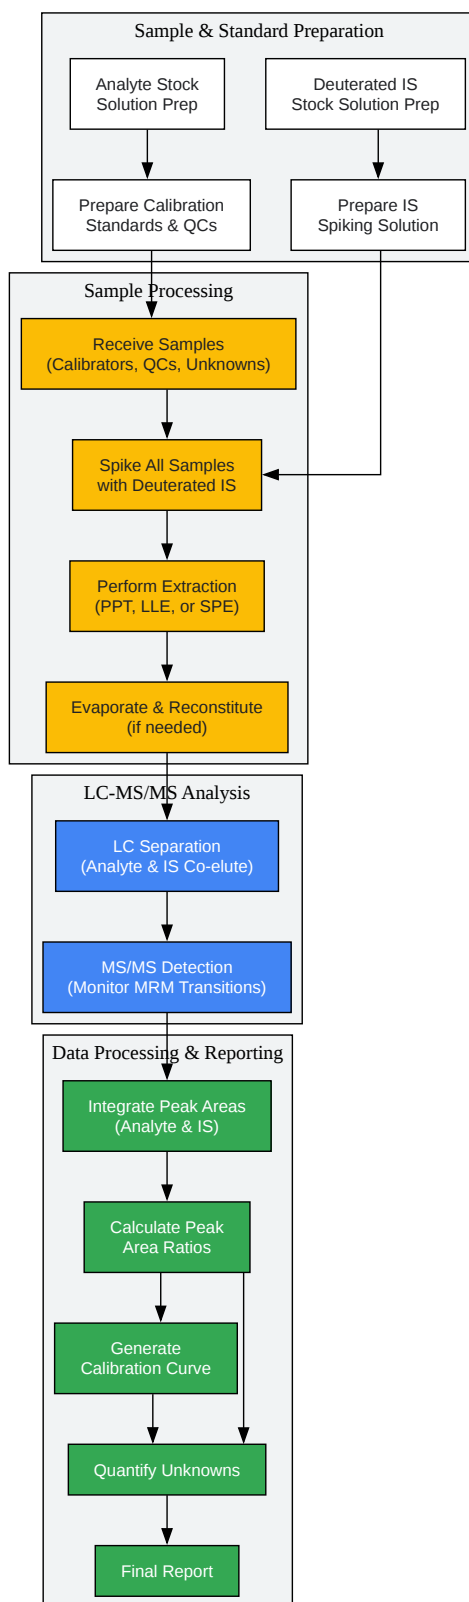 Sample & Standard Preparation
Analyte Stock
Solution Prep
Deuterated IS
Stock Solution Prep
Prepare Calibration
Standards & QCs
Prepare IS
Spiking Solution
Sample Processing
Receive Samples
(Calibrators, QCs, Unknowns)
Spike All Samples
with Deuterated IS
Perform Extraction
(PPT, LLE, or SPE)
Evaporate & Reconstitute
(if needed)
LC-MS/MS Analysis
LC Separation
(Analyte & IS Co-elute)
MS/MS Detection
(Monitor MRM Transitions)
Data Processing & Reporting
Integrate Peak Areas
(Analyte & IS)
Calculate Peak
Area Ratios
Generate
Calibration Curve
Quantify Unknowns
Final Report